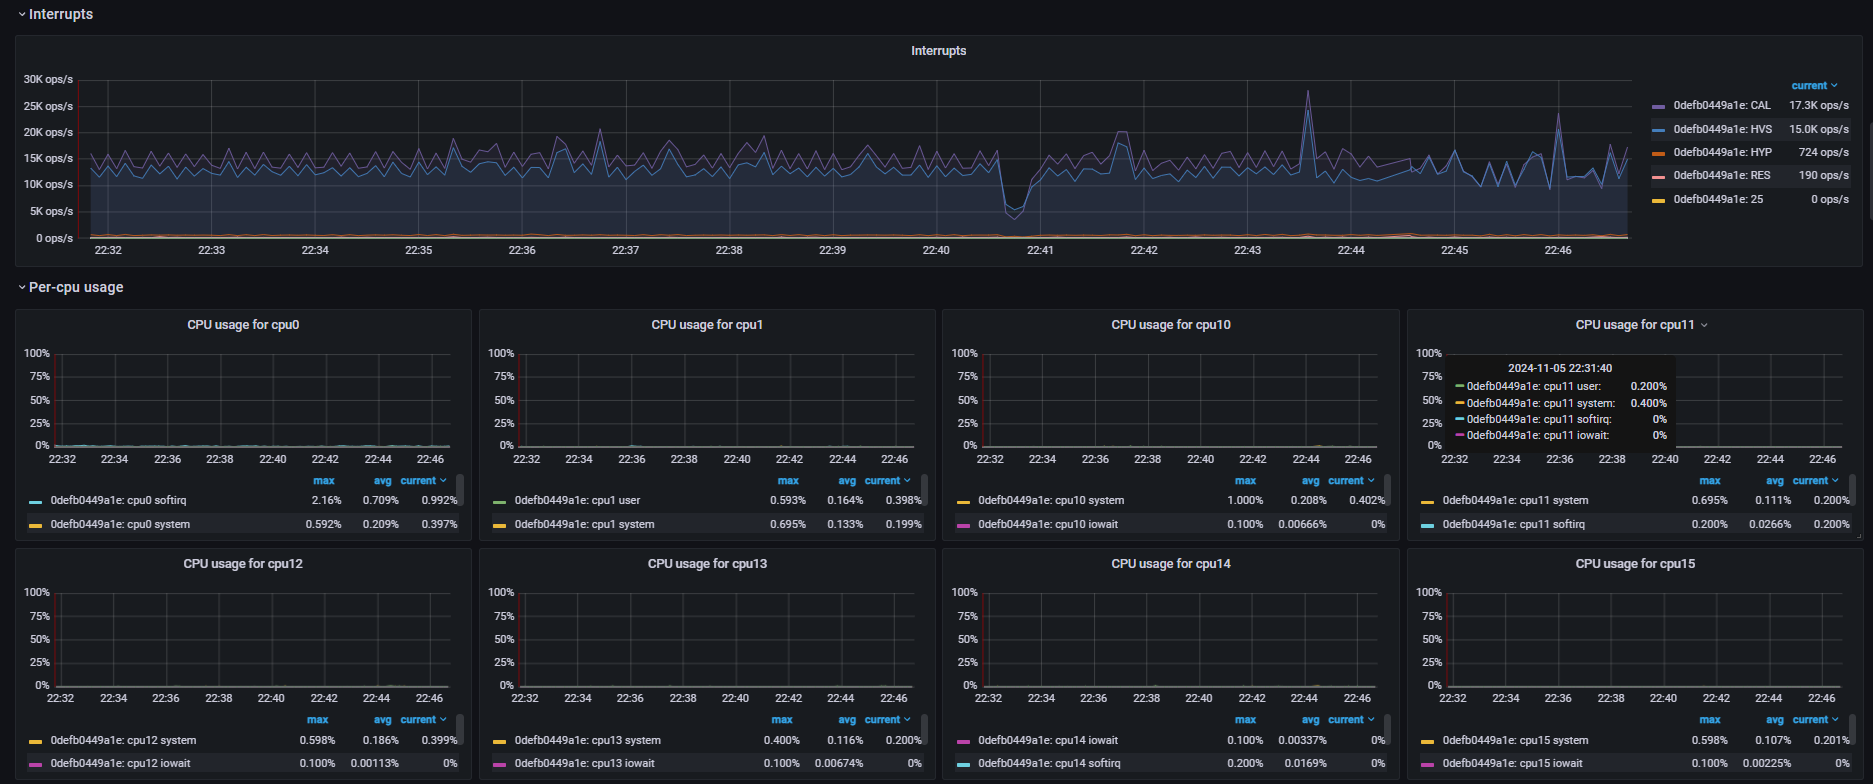 Interrupts
Interrupts
30K ops/s
25K ops/s
20K ops/s
15K ops/s
10K ops/s
5K ops/s
0 ops/s
22:32 22:33 22:34 22:35 22:36 22:37 22:38 22:39 22:40 22:41 22:42 22:43 22:44 22:45 22:46
current
0defb0449a1e: CAL 17.3K ops/s
0defb0449a1e: HVS 15.0K ops/s
0defb0449a1e: HYP 724 ops/s
0defb0449a1e: RES 190 ops/s
0defb0449a1e: 25 0 ops/s
Per-cpu usage
CPU usage for cpu0
100%
75%
50%
25%
0%
22:32 22:34 22:36 22:38 22:40 22:42 22:44 22:46
max avg current
0defb0449a1e: cpu0 softirq 2.16% 0.709% 0.992%
0defb0449a1e: cpu0 system 0.592% 0.209% 0.397%
CPU usage for cpu1
100%
75%
50%
25%
0%
22:32 22:34 22:36 22:38 22:40 22:42 22:44 22:46
max avg current
0defb0449a1e: cpu1 user 0.593% 0.164% 0.398%
0defb0449a1e: cpu1 system 0.695% 0.133% 0.199%
CPU usage for cpu10
100%
75%
50%
25%
0%
22:32 22:34 22:36 22:38 22:40 22:42 22:44 22:46
max avg current
0defb0449a1e: cpu10 system 1.000% 0.208% 0.402%
0defb0449a1e: cpu10 iowait 0.100% 0.00666% 0%
CPU usage for cpu11
100%
75%
50%
25%
0%
2024-11-05 22:31:40
0defb0449a1e: cpu11 user: 0.200%
0defb0449a1e: cpu11 system: 0.400%
0defb0449a1e: cpu11 softirq: 0%
0defb0449a1e: cpu11 iowait: 0%
22:32 22:34 22:36 22:38 22:40 22:42 22:44 22:46
max avg current
0defb0449a1e: cpu11 system 0.695% 0.111% 0.200%
0defb0449a1e: cpu11 softirq 0.200% 0.0266% 0.200%
CPU usage for cpu12
100%
75%
50%
25%
0%
22:32 22:34 22:36 22:38 22:40 22:42 22:44 22:46
max avg current
0defb0449a1e: cpu12 system 0.598% 0.186% 0.399%
0defb0449a1e: cpu12 iowait 0.100% 0.00113% 0%
CPU usage for cpu13
100%
75%
50%
25%
0%
22:32 22:34 22:36 22:38 22:40 22:42 22:44 22:46
max avg current
0defb0449a1e: cpu13 system 0.400% 0.116% 0.200%
0defb0449a1e: cpu13 iowait 0.100% 0.00674% 0%
CPU usage for cpu14
100%
75%
50%
25%
0%
22:32 22:34 22:36 22:38 22:40 22:42 22:44 22:46
max avg current
0defb0449a1e: cpu14 iowait 0.100% 0.00337% 0%
0defb0449a1e: cpu14 softirq 0.200% 0.0169% 0%
CPU usage for cpu15
100%
75%
50%
25%
0%
22:32 22:34 22:36 22:38 22:40 22:42 22:44 22:46
max avg current
0defb0449a1e: cpu15 system 0.598% 0.107% 0.201%
0defb0449a1e: cpu15 iowait 0.100% 0.00225% 0%